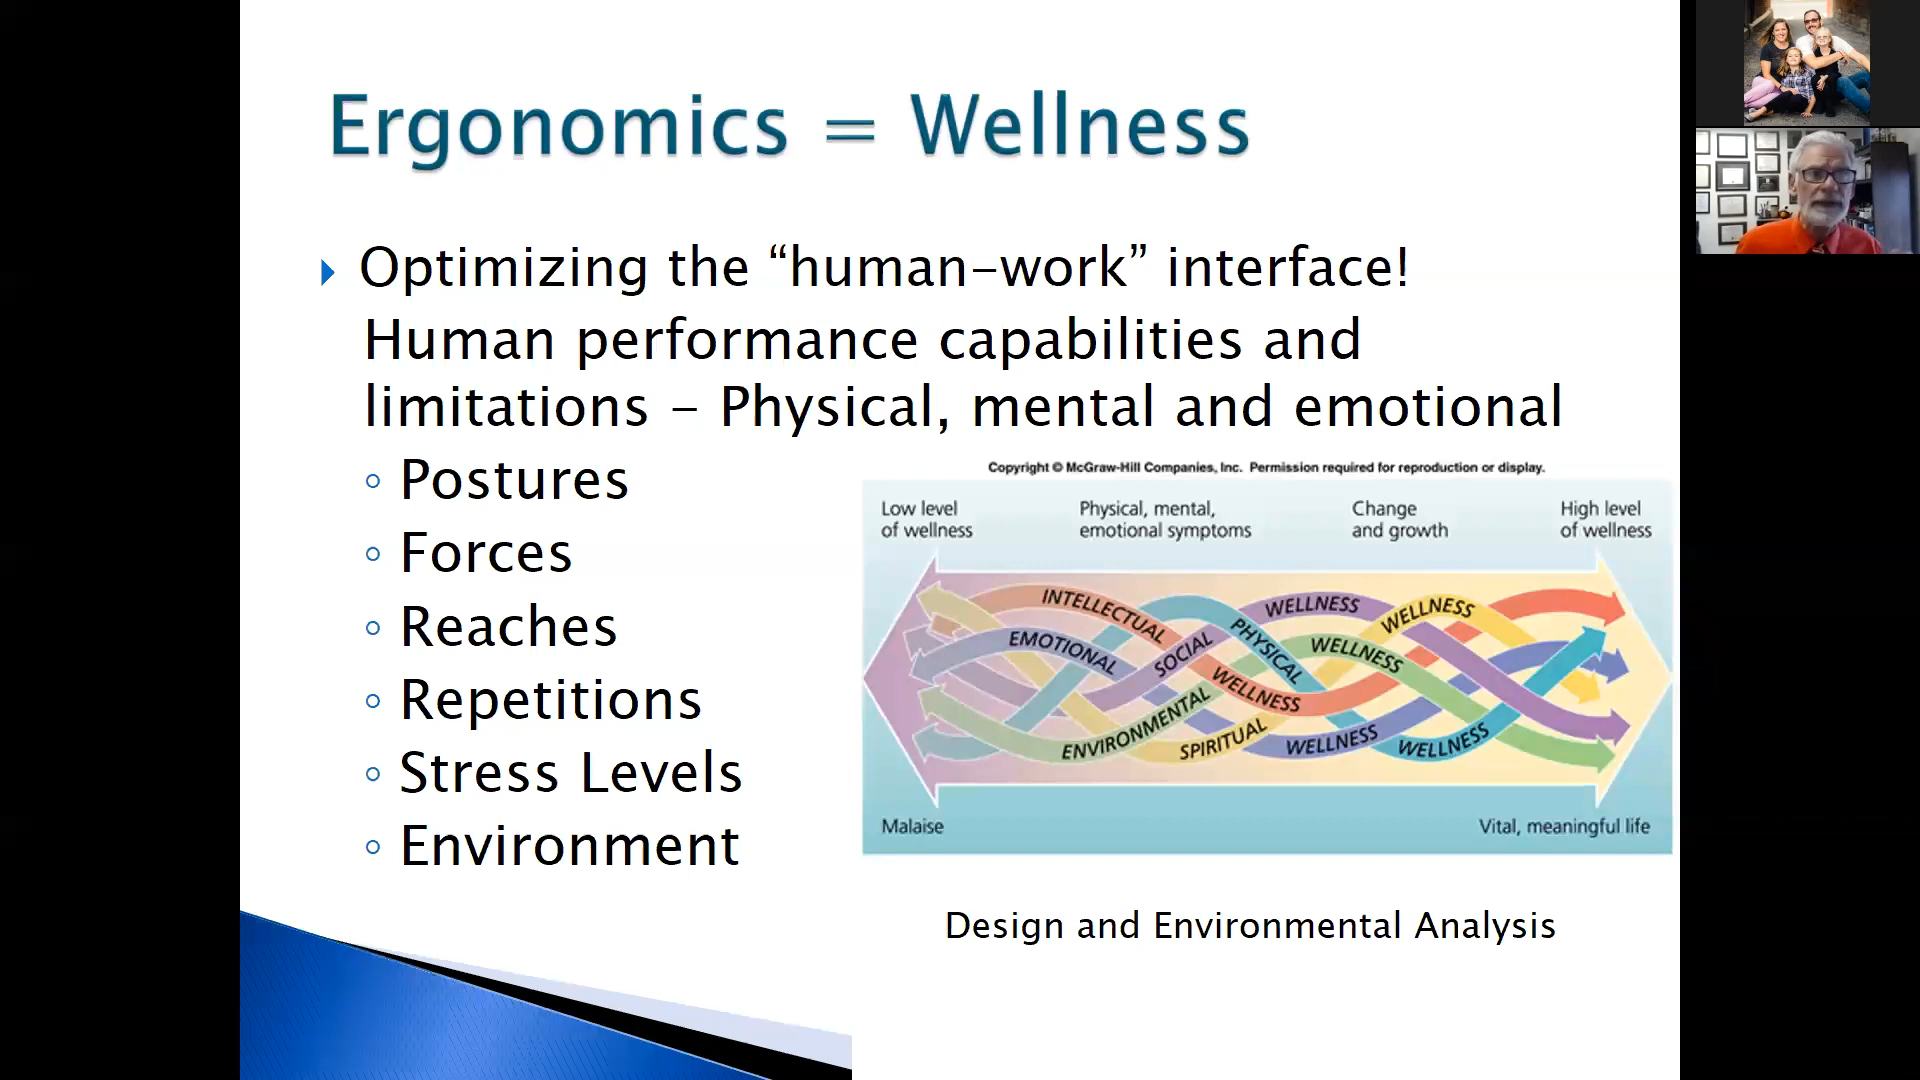 Ergonomics = Wellness
Optimizing the “human-work” interface!
Human performance capabilities and
limitations - Physical, mental and emotional
Postures
Forces
Reaches
Repetitions
Stress Levels
Environment
Copyright © McGraw-Hill Companies, Inc. Permission required for reproduction or display.
Low level
of wellness
Physical, mental,
emotional symptoms
Change
and growth
High level
of wellness
INTELLECTUAL
WELLNESS
EMOTIONAL
WELLNESS
SOCIAL
WELLNESS
PHYSICAL
WELLNESS
ENVIRONMENTAL
WELLNESS
SPIRITUAL
WELLNESS
Malaise
Vital, meaningful life
Design and Environmental Analysis